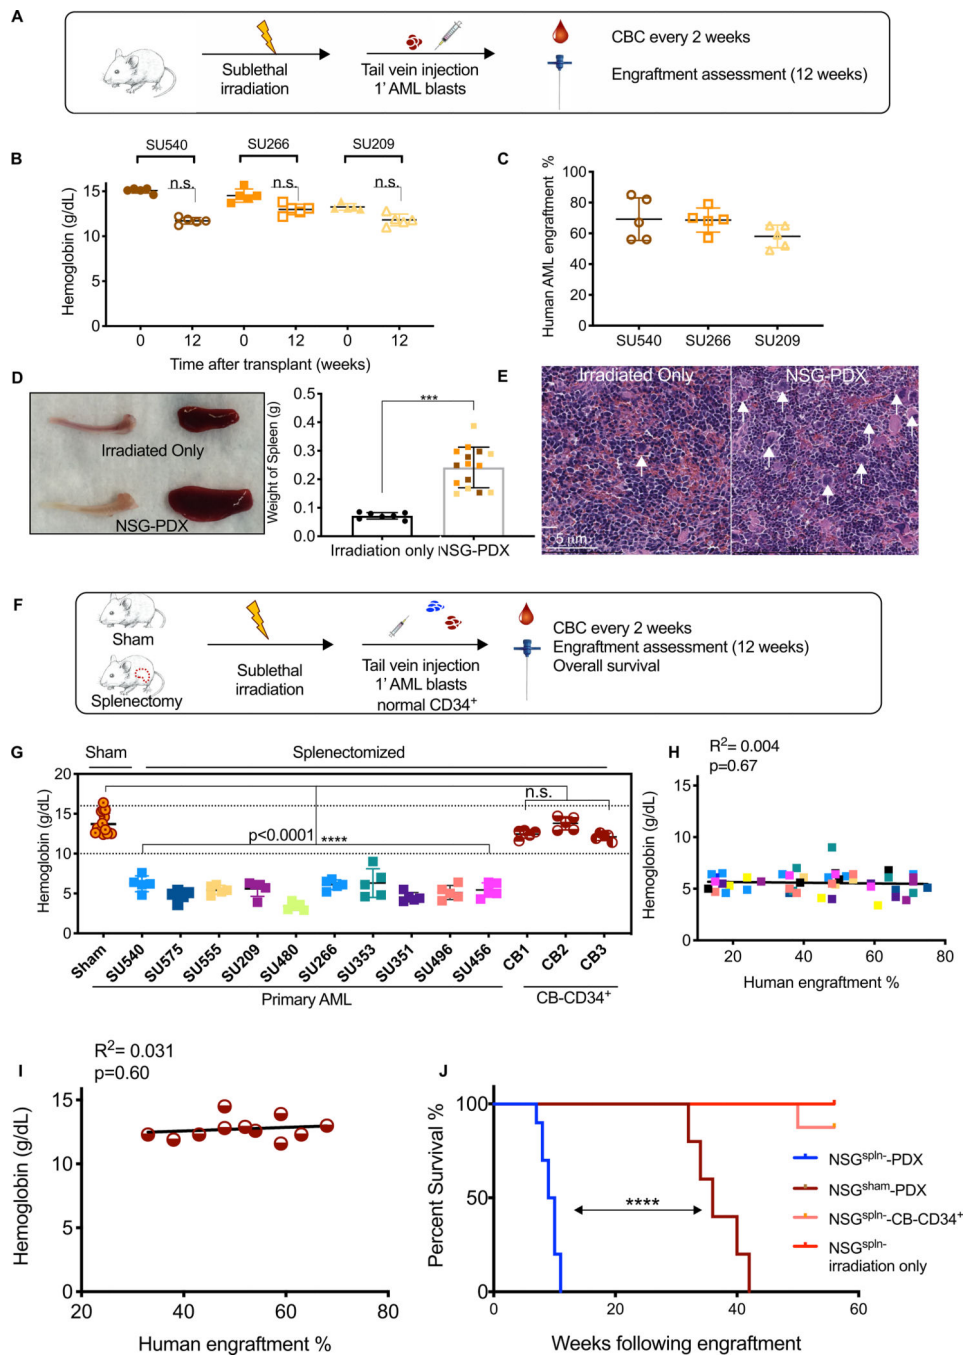 A
Sublethal
irradiation
Tail vein injection
1' AML blasts
CBC every 2 weeks
Engraftment assessment (12 weeks)
B
SU540
SU266
SU209
n.s.
n.s.
n.s.
Hemoglobin (g/dL)
15
10
5
0
0
12
0
12
0
12
Time after transplant (weeks)
C
Human AML engraftment %
100
80
60
40
20
0
SU540
SU266
SU209
D
Irradiated Only
NSG-PDX
Weight of Spleen (g)
0.5
0.4
0.3
0.2
0.1
0.0
***
Irradiation only
NSG-PDX
E
Irradiated Only
NSG-PDX
5 µm
F
Sham
Splenectomy
Sublethal
irradiation
Tail vein injection
1' AML blasts
normal CD34+
CBC every 2 weeks
Engraftment assessment (12 weeks)
Overall survival
G
Sham
Splenectomized
Hemoglobin (g/dL)
20
15
10
5
0
p<0.0001
****
n.s.
Sham
SU540
SU575
SU555
SU209
SU480
SU266
SU353
SU351
SU496
SU456
CB1
CB2
CB3
Primary AML
CB-CD34+
H
R2= 0.004
p=0.67
Hemoglobin (g/dL)
15
10
5
0
20
40
60
80
Human engraftment %
I
R2= 0.031
p=0.60
Hemoglobin (g/dL)
15
10
5
0
20
40
60
80
Human engraftment %
J
Percent Survival %
100
50
0
****
0
20
40
60
Weeks following engraftment
NSGspln--PDX
NSGsham-PDX
NSGspln--CB-CD34+
NSGspln-
irradiation only